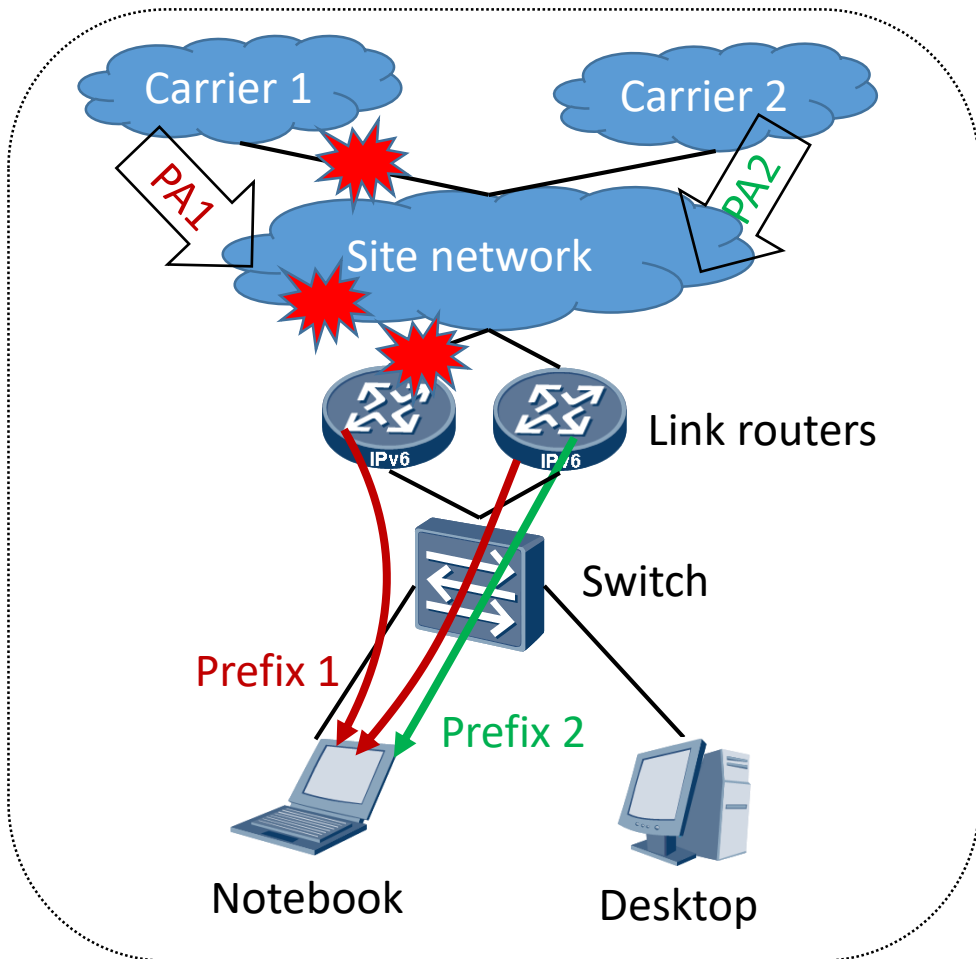 Carrier 1
Carrier 2
PA1
PA2
Site network
Link routers
IPv6
IPv6
Switch
Prefix 1
Prefix 2
Notebook
Desktop